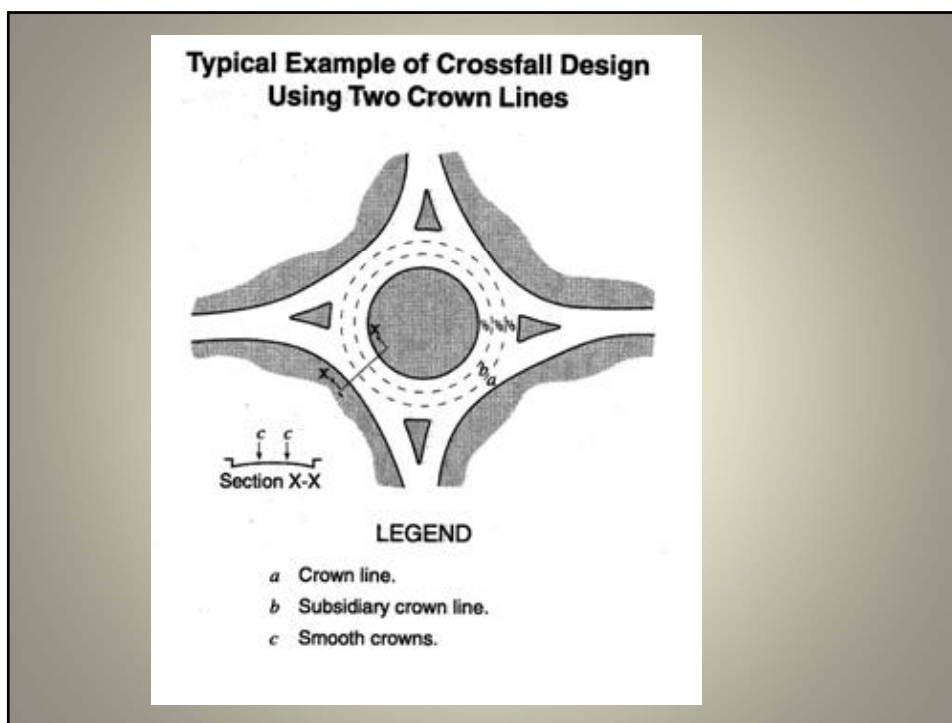 Typical Example of Crossfall Design
Using Two Crown Lines
X
X
b
a
c c
Section X-X
LEGEND
a Crown line.
b Subsidiary crown line.
c Smooth crowns.